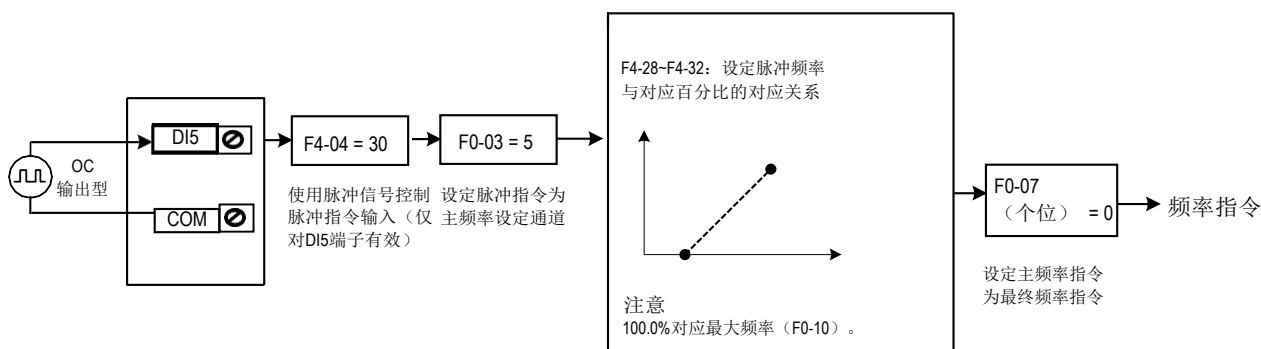 OC
输出型
DI5
COM
F4-04 = 30
使用脉冲信号控制
脉冲指令输入（仅
对DI5端子有效）
F0-03 = 5
设定脉冲指令为
主频率设定通道
F4-28~F4-32：设定脉冲频率
与对应百分比的对应关系
注意
100.0%对应最大频率（F0-10）。
F0-07
（个位） = 0
设定主频率指令
为最终频率指令
频率指令